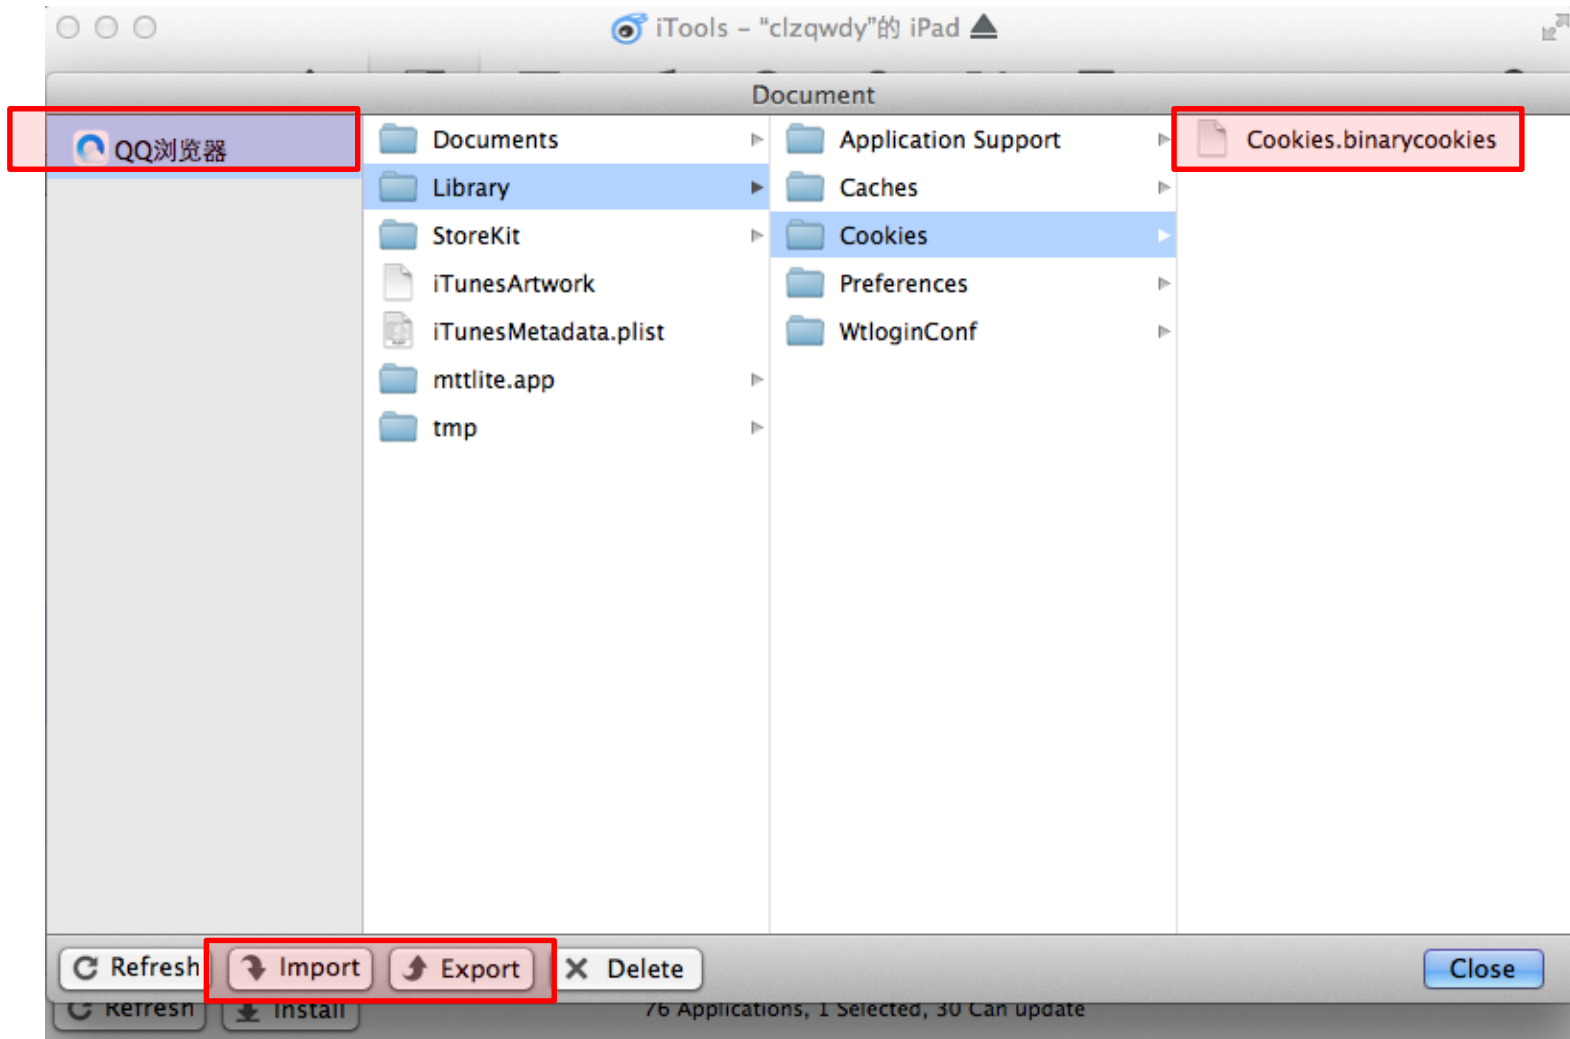 iTools – “clzqwdy”的 iPad
Document
QQ浏览器
Documents
Library
StoreKit
iTunesArtwork
iTunesMetadata.plist
mttlite.app
tmp
Application Support
Caches
Cookies
Preferences
WtloginConf
Cookies.binarycookies
Refresh Import Export Delete Close
Refresh Install 76 Applications, 1 Selected, 30 Can update